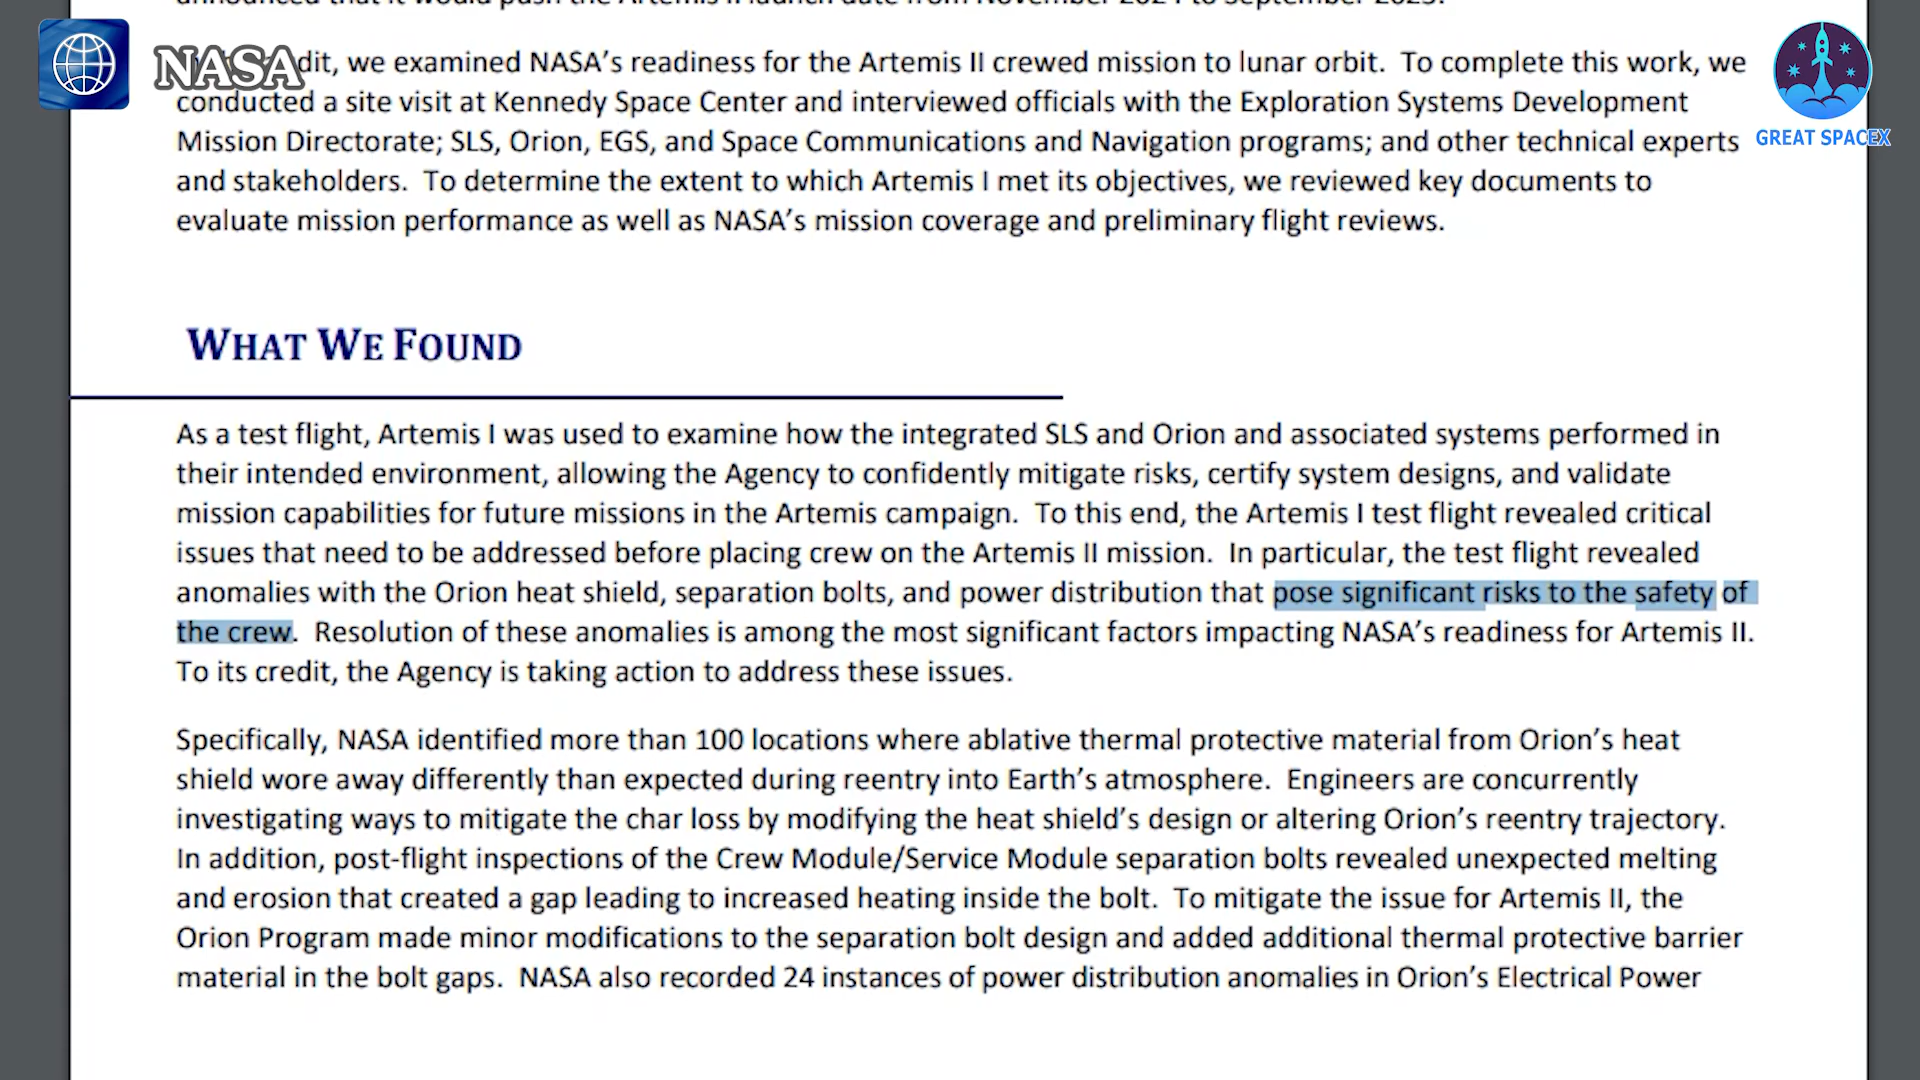 announced that it would push the Artemis II launch date from November 2024 to September 2025.
NASA
GREAT SPACEX
dit, we examined NASA's readiness for the Artemis II crewed mission to lunar orbit. To complete this work, we
conducted a site visit at Kennedy Space Center and interviewed officials with the Exploration Systems Development
Mission Directorate; SLS, Orion, EGS, and Space Communications and Navigation programs; and other technical experts
and stakeholders. To determine the extent to which Artemis I met its objectives, we reviewed key documents to
evaluate mission performance as well as NASA's mission coverage and preliminary flight reviews.
WHAT WE FOUND
As a test flight, Artemis I was used to examine how the integrated SLS and Orion and associated systems performed in
their intended environment, allowing the Agency to confidently mitigate risks, certify system designs, and validate
mission capabilities for future missions in the Artemis campaign. To this end, the Artemis I test flight revealed critical
issues that need to be addressed before placing crew on the Artemis II mission. In particular, the test flight revealed
anomalies with the Orion heat shield, separation bolts, and power distribution that pose significant risks to the safety of
the crew. Resolution of these anomalies is among the most significant factors impacting NASA's readiness for Artemis II.
To its credit, the Agency is taking action to address these issues.
Specifically, NASA identified more than 100 locations where ablative thermal protective material from Orion's heat
shield wore away differently than expected during reentry into Earth's atmosphere. Engineers are concurrently
investigating ways to mitigate the char loss by modifying the heat shield's design or altering Orion's reentry trajectory.
In addition, post-flight inspections of the Crew Module/Service Module separation bolts revealed unexpected melting
and erosion that created a gap leading to increased heating inside the bolt. To mitigate the issue for Artemis II, the
Orion Program made minor modifications to the separation bolt design and added additional thermal protective barrier
material in the bolt gaps. NASA also recorded 24 instances of power distribution anomalies in Orion's Electrical Power